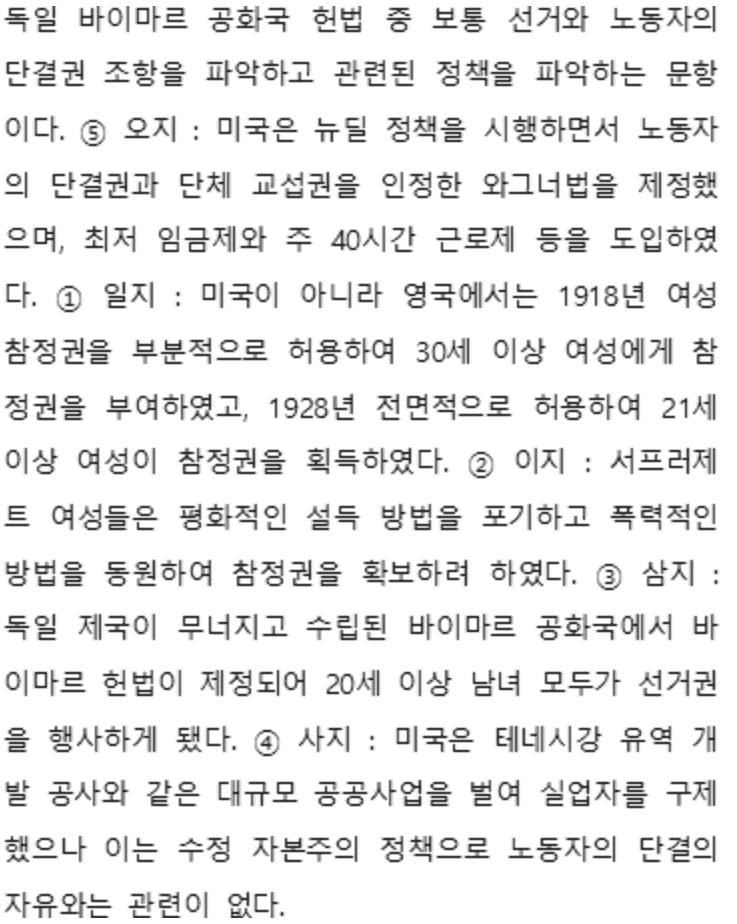 독일 바이마르 공화국 헌법 중 보통 선거와 노동자의
단결권 조항을 파악하고 관련된 정책을 파악하는 문항
이다. ⑤ 오지 : 미국은 뉴딜 정책을 시행하면서 노동자
의 단결권과 단체 교섭권을 인정한 와그너법을 제정했
으며, 최저 임금제와 주 40시간 근로제 등을 도입하였
다. ① 일지 : 미국이 아니라 영국에서는 1918년 여성
참정권을 부분적으로 허용하여 30세 이상 여성에게 참
정권을 부여하였고, 1928년 전면적으로 허용하여 21세
이상 여성이 참정권을 획득하였다. ② 이지 : 서프러제
트 여성들은 평화적인 설득 방법을 포기하고 폭력적인
방법을 동원하여 참정권을 확보하려 하였다. ③ 삼지 :
독일 제국이 무너지고 수립된 바이마르 공화국에서 바
이마르 헌법이 제정되어 20세 이상 남녀 모두가 선거권
을 행사하게 됐다. ④ 사지 : 미국은 테네시강 유역 개
발 공사와 같은 대규모 공공사업을 벌여 실업자를 구제
했으나 이는 수정 자본주의 정책으로 노동자의 단결의
자유와는 관련이 없다.